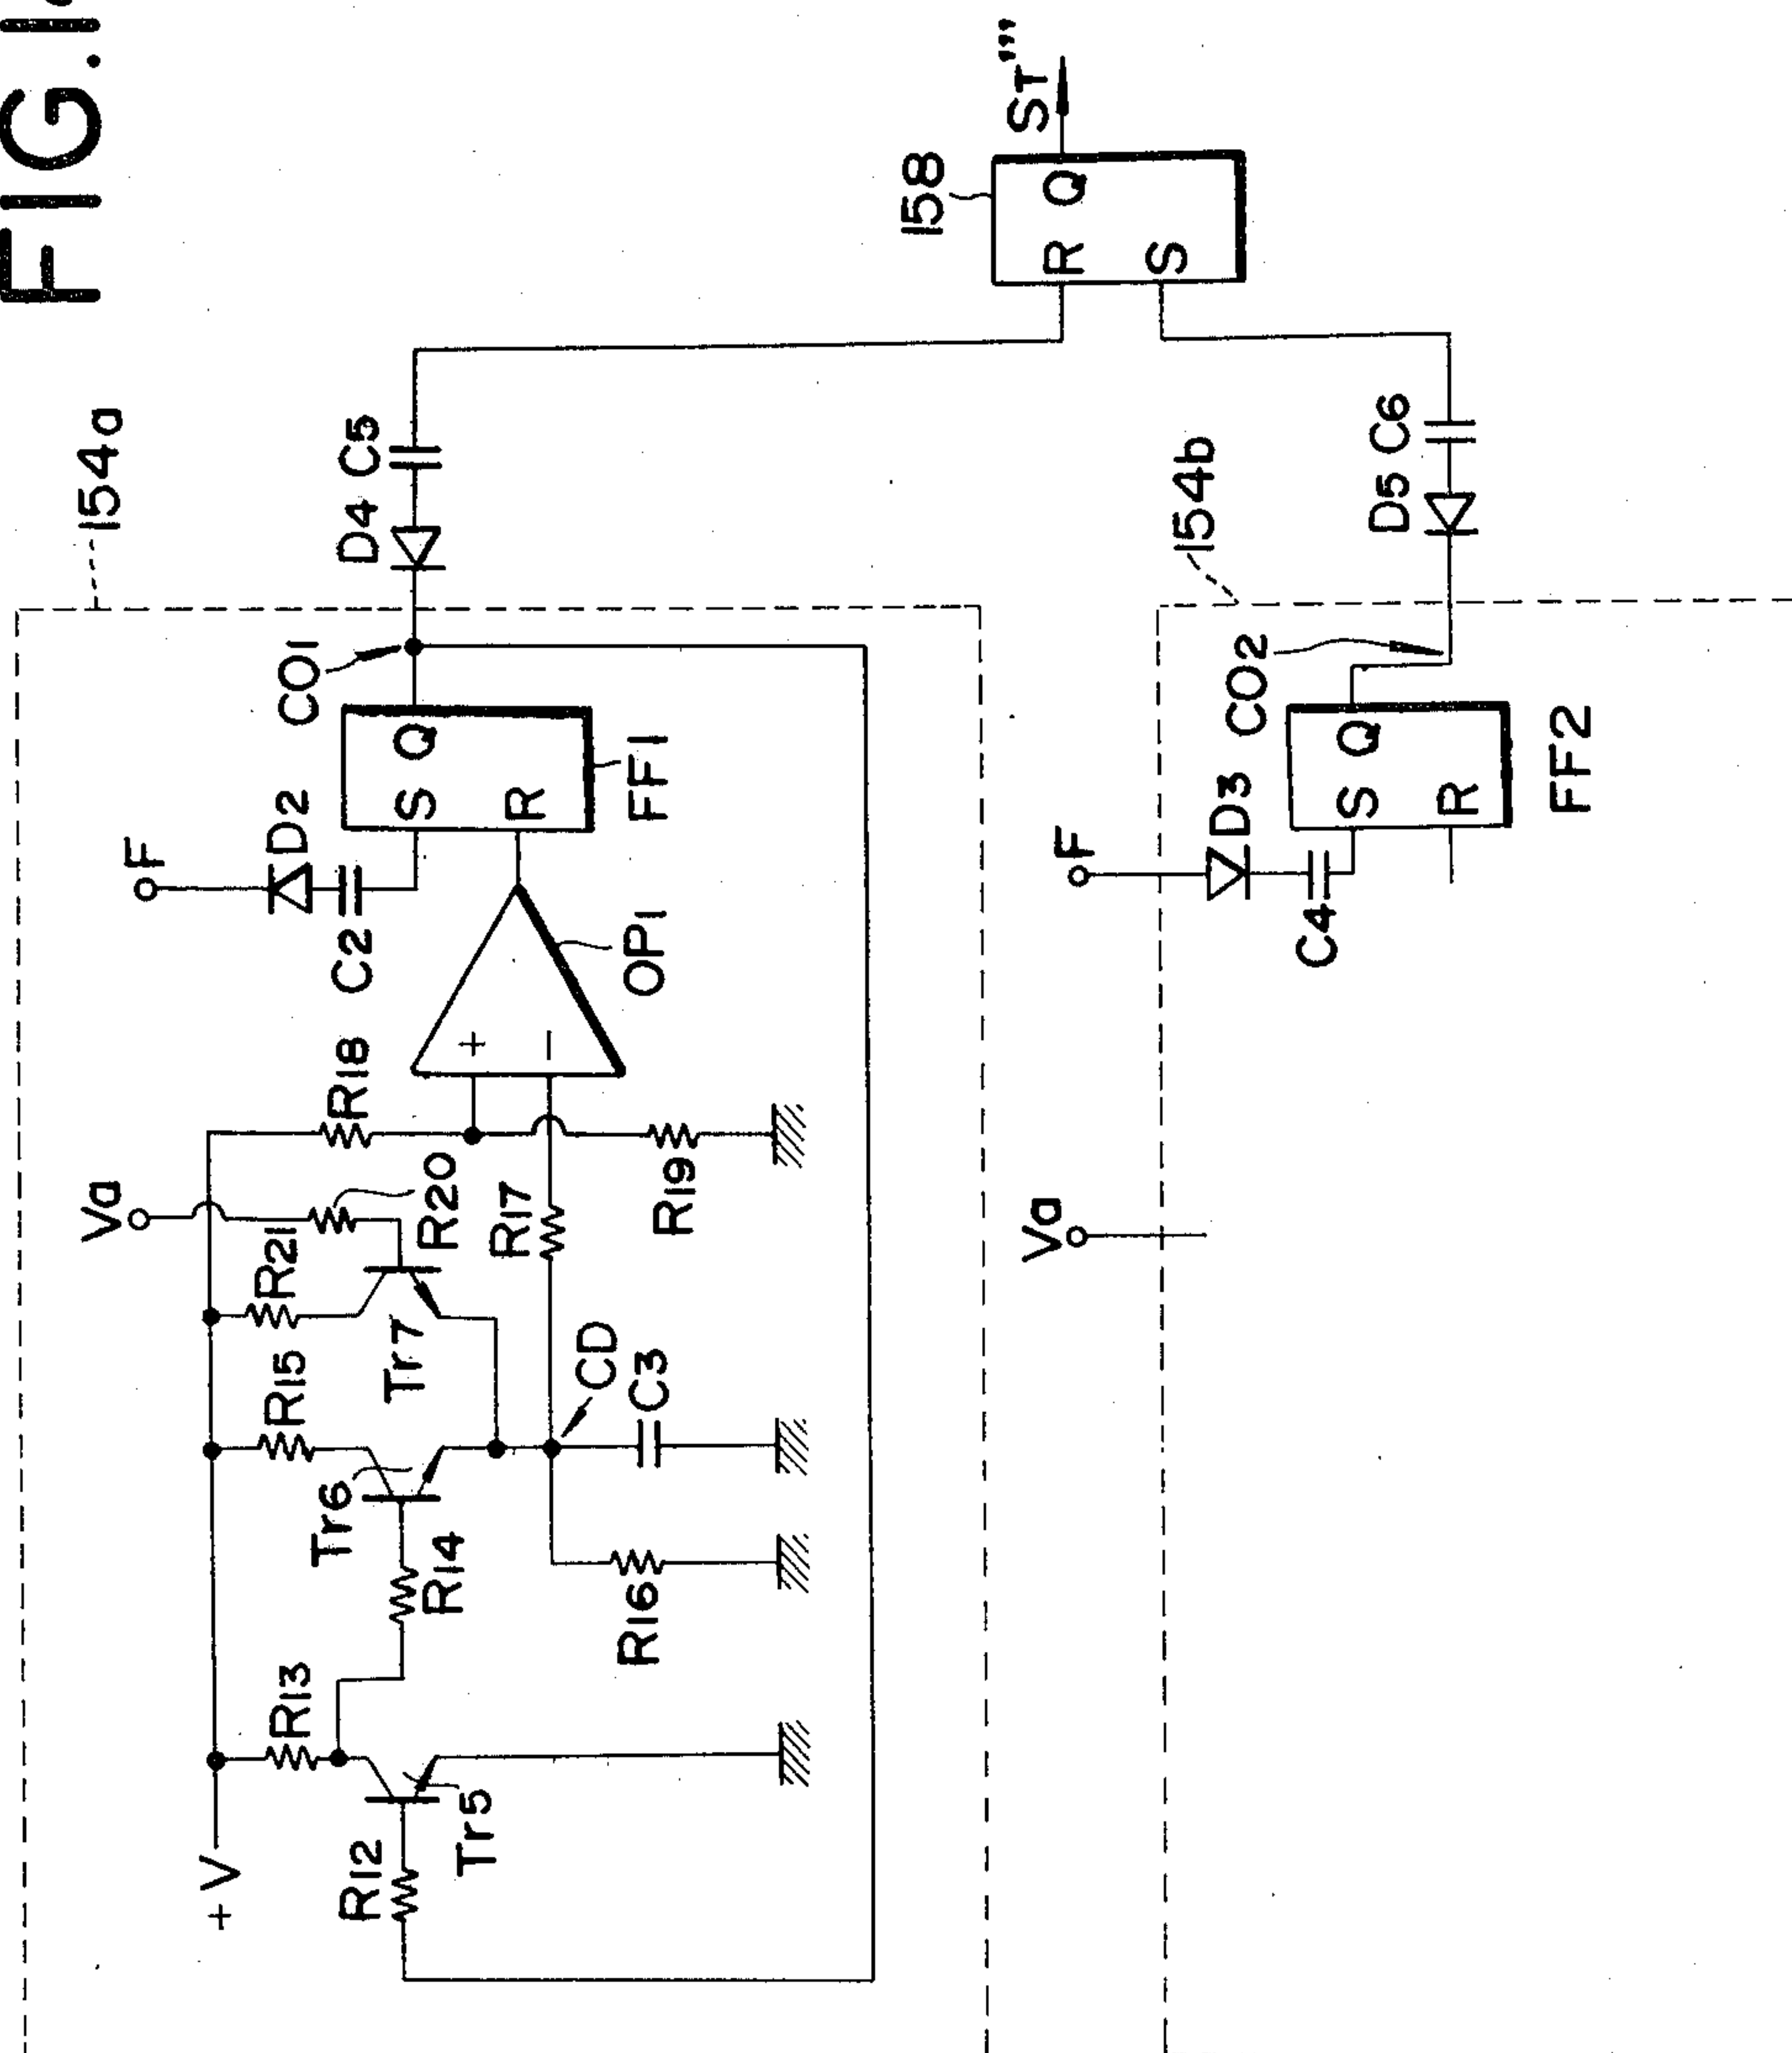 FIG.
154a
+V
R13
R15
R21
Va
R18
F
D2
CO1
D4
C5
R12
Tr5
R14
Tr6
Tr7
R20
C2
S
Q
R
FF1
+
−
OP1
R17
CD
R16
C3
R19
158
R
Q
S
ST"'
Va
F
154b
D3
CO2
C4
S
Q
R
FF2
D5
C6